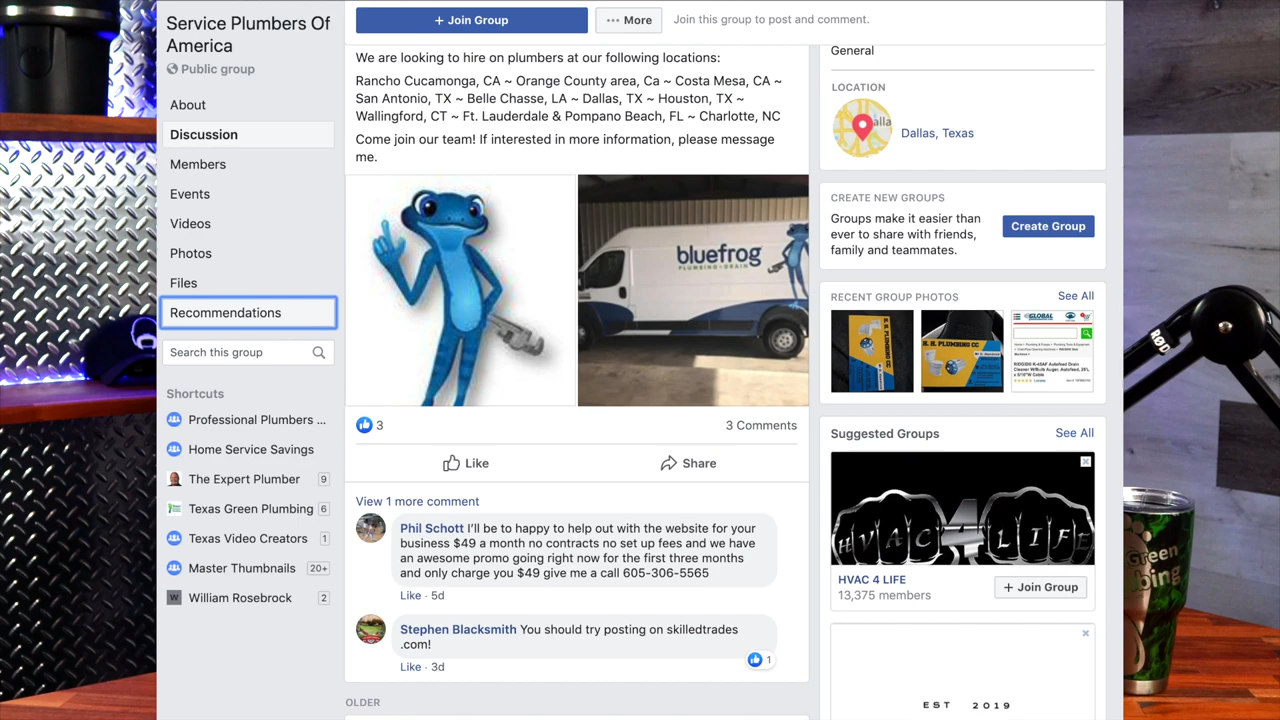 Service Plumbers Of
America
Public group
About
Discussion
Members
Events
Videos
Photos
Files
Recommendations
Search this group
Shortcuts
Professional Plumbers ...
Home Service Savings
The Expert Plumber 9
Texas Green Plumbing 6
Texas Video Creators 1
Master Thumbnails 20+
W William Rosebrock 2
+ Join Group
··· More
Join this group to post and comment.
We are looking to hire on plumbers at our following locations:
Rancho Cucamonga, CA ~ Orange County area, Ca ~ Costa Mesa, CA ~
San Antonio, TX ~ Belle Chasse, LA ~ Dallas, TX ~ Houston, TX ~
Wallingford, CT ~ Ft. Lauderdale & Pompano Beach, FL ~ Charlotte, NC
Come join our team! If interested in more information, please message
me.
bluefrog
PLUMBING + DRAIN
3
3 Comments
Like
Share
View 1 more comment
Phil Schott I'll be to happy to help out with the website for your
business $49 a month no contracts no set up fees and we have
an awesome promo going right now for the first three months
and only charge you $49 give me a call 605-306-5565
Like · 5d
Stephen Blacksmith You should try posting on skilledtrades
.com!
1
Like · 3d
OLDER
General
LOCATION
alla
Dallas, Texas
CREATE NEW GROUPS
Groups make it easier than
ever to share with friends,
family and teammates.
Create Group
RECENT GROUP PHOTOS
See All
H. H. PLUMBING CC
H. H. PLUMBING CC
GLOBAL
Suggested Groups
See All
HVAC 4 LIFE
HVAC 4 LIFE
13,375 members
+ Join Group
EST 2019
RØD
Green
bing